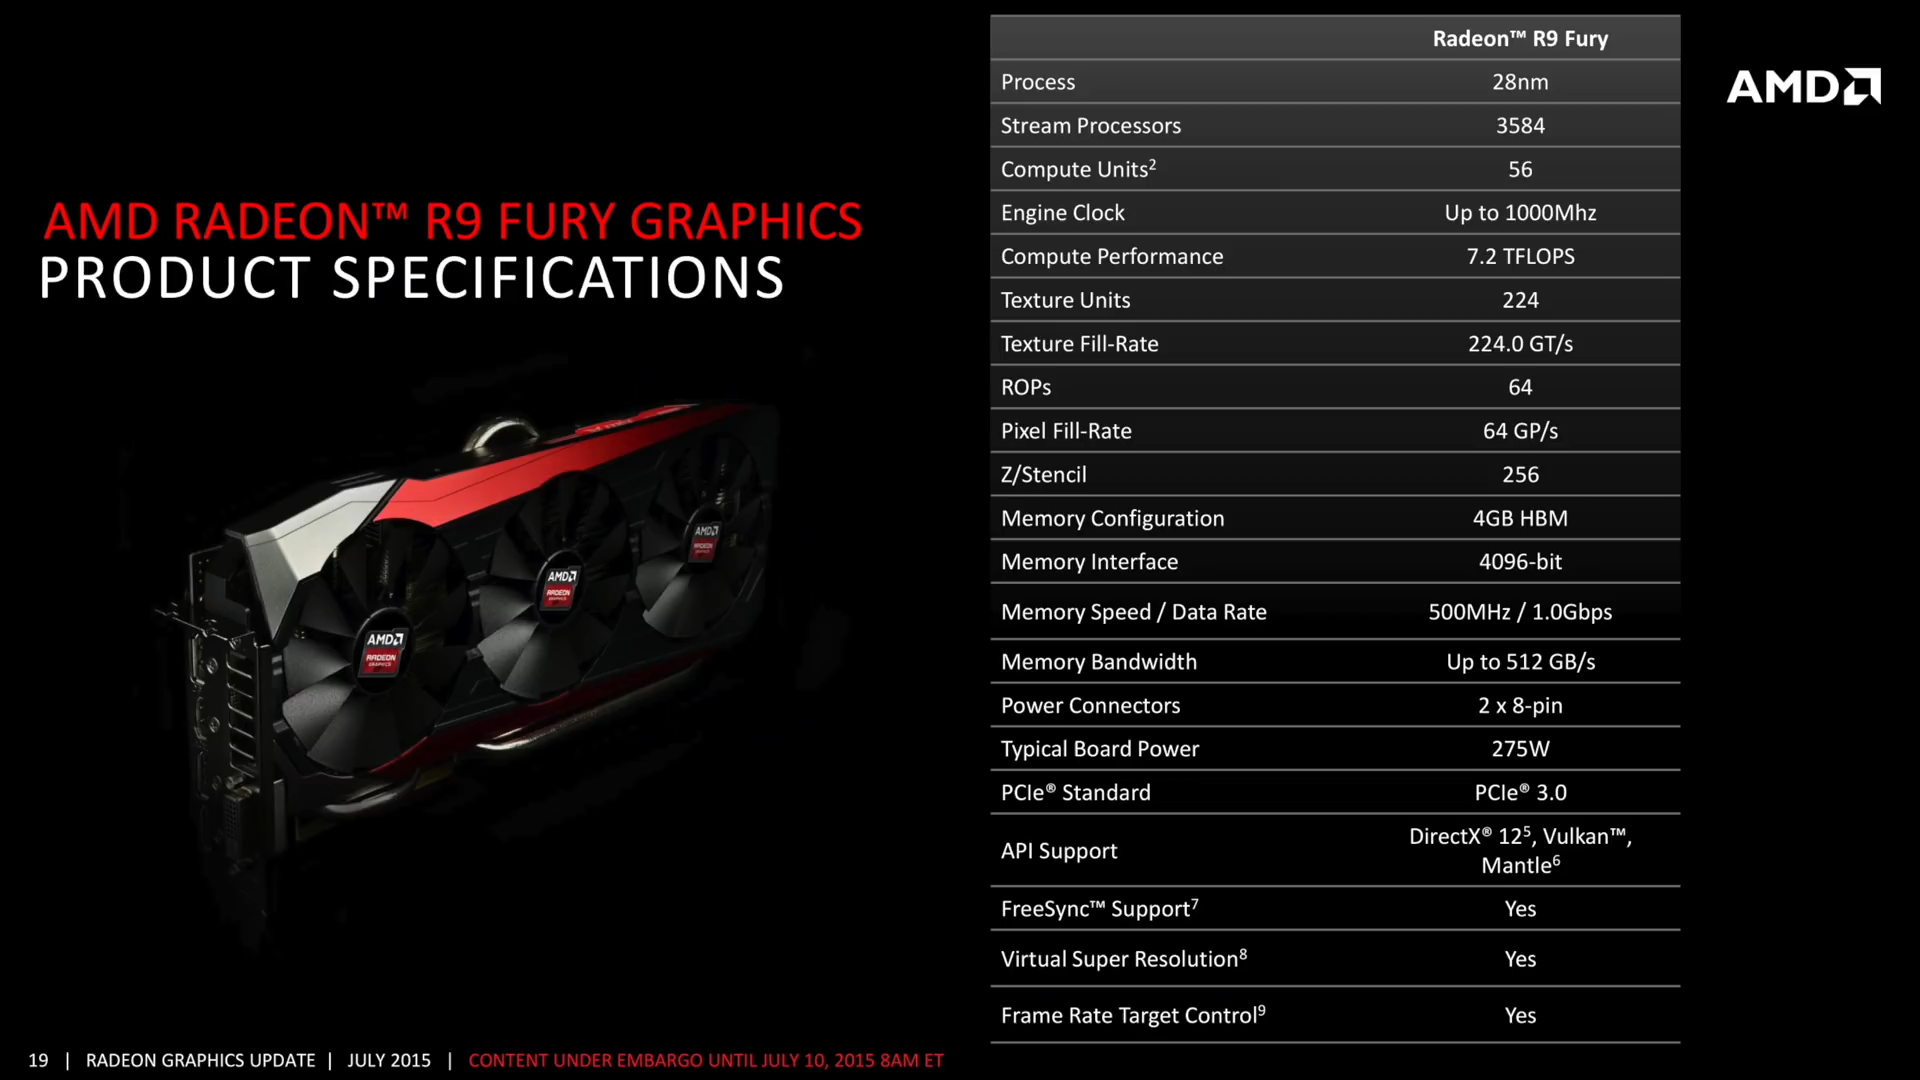 Radeon™ R9 Fury
AMD
Process 28nm
Stream Processors 3584
Compute Units² 56
AMD RADEON™ R9 FURY GRAPHICS
PRODUCT SPECIFICATIONS
Engine Clock Up to 1000Mhz
Compute Performance 7.2 TFLOPS
Texture Units 224
Texture Fill-Rate 224.0 GT/s
ROPs 64
Pixel Fill-Rate 64 GP/s
Z/Stencil 256
Memory Configuration 4GB HBM
Memory Interface 4096-bit
Memory Speed / Data Rate 500MHz / 1.0Gbps
Memory Bandwidth Up to 512 GB/s
Power Connectors 2 x 8-pin
Typical Board Power 275W
PCIe® Standard PCIe® 3.0
API Support DirectX® 12⁵, Vulkan™,
Mantle⁶
FreeSync™ Support⁷ Yes
Virtual Super Resolution⁸ Yes
Frame Rate Target Control⁹ Yes
AMD
RADEON
GRAPHICS
AMD
RADEON
GRAPHICS
AMD
RADEON
GRAPHICS
19 | RADEON GRAPHICS UPDATE | JULY 2015 | CONTENT UNDER EMBARGO UNTIL JULY 10, 2015 8AM ET